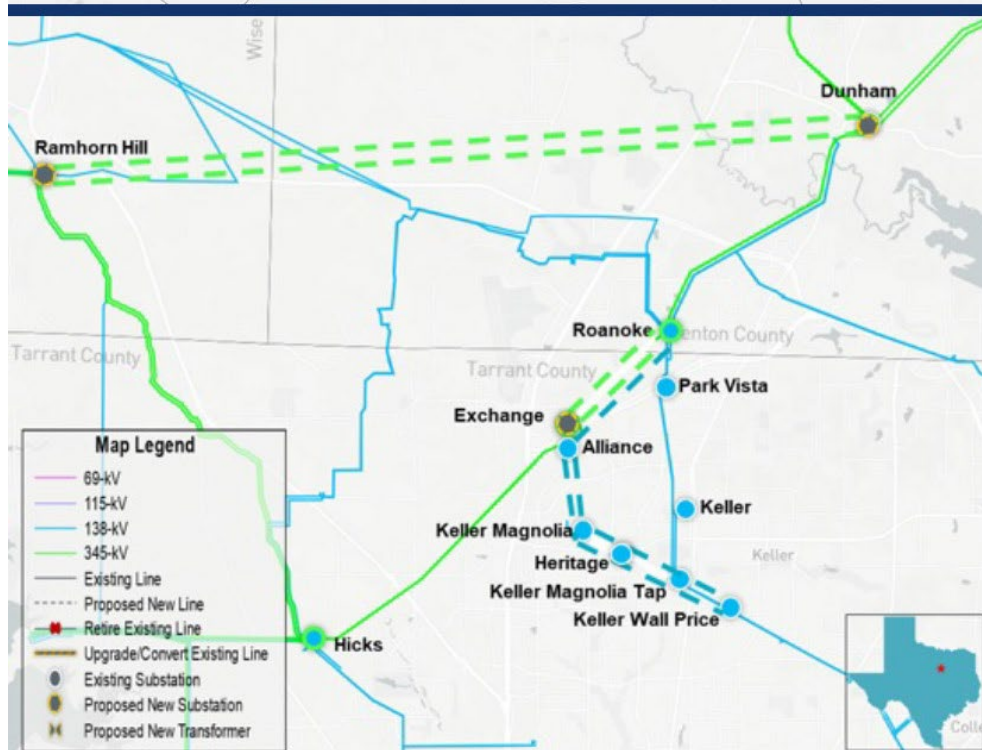 Wise
Dunham
Ramhorn Hill
Roanoke
enton County
Tarrant County
Tarrant County
Park Vista
Exchange
Alliance
Map Legend
69-kV
115-kV
138-kV
345-kV
Existing Line
Proposed New Line
Retire Existing Line
Upgrade/Convert Existing Line
Existing Substation
Proposed New Substation
Proposed New Transformer
Keller
Keller Magnolia
Heritage
Keller
Keller Magnolia Tap
Keller Wall Price
Hicks
Colle